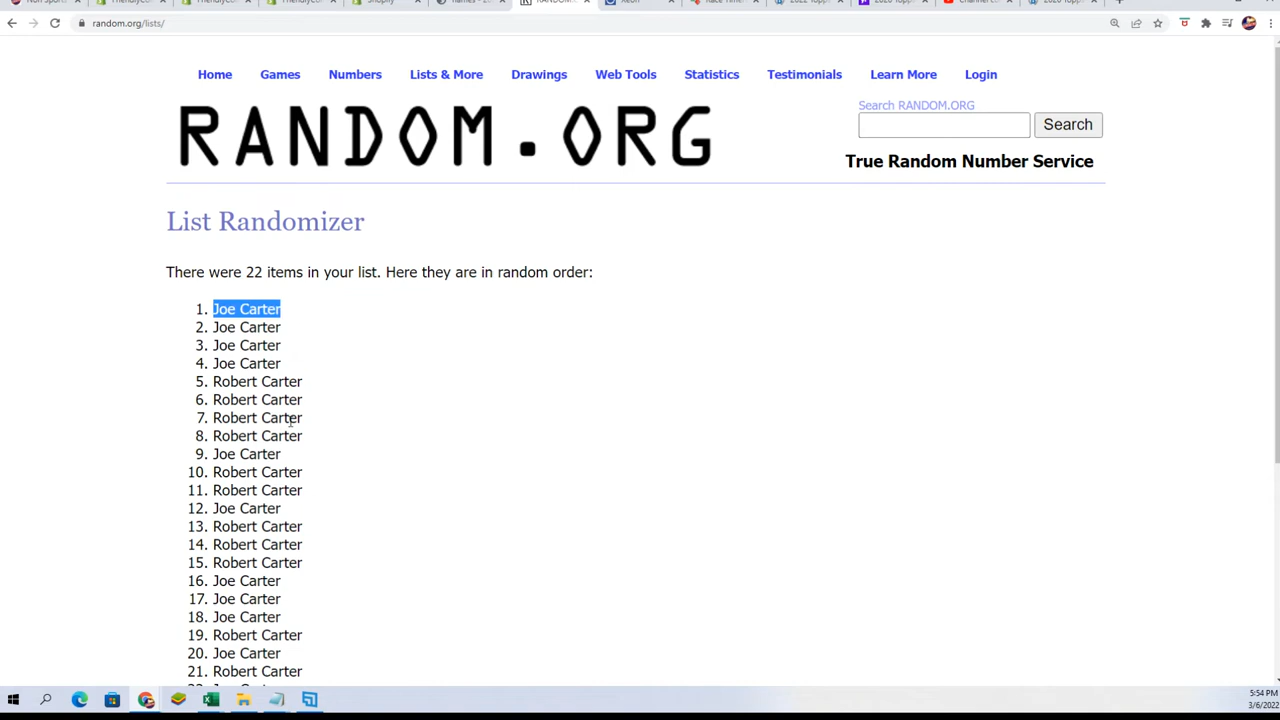 random.org/lists/
Home Games Numbers Lists & More Drawings Web Tools Statistics Testimonials Learn More Login
RANDOM.ORG
Search RANDOM.ORG
Search
True Random Number Service
List Randomizer
There were 22 items in your list. Here they are in random order:
1. Joe Carter
2. Joe Carter
3. Joe Carter
4. Joe Carter
5. Robert Carter
6. Robert Carter
7. Robert Carter
8. Robert Carter
9. Joe Carter
10. Robert Carter
11. Robert Carter
12. Joe Carter
13. Robert Carter
14. Robert Carter
15. Robert Carter
16. Joe Carter
17. Joe Carter
18. Joe Carter
19. Robert Carter
20. Joe Carter
21. Robert Carter
5:54 PM
3/6/2022